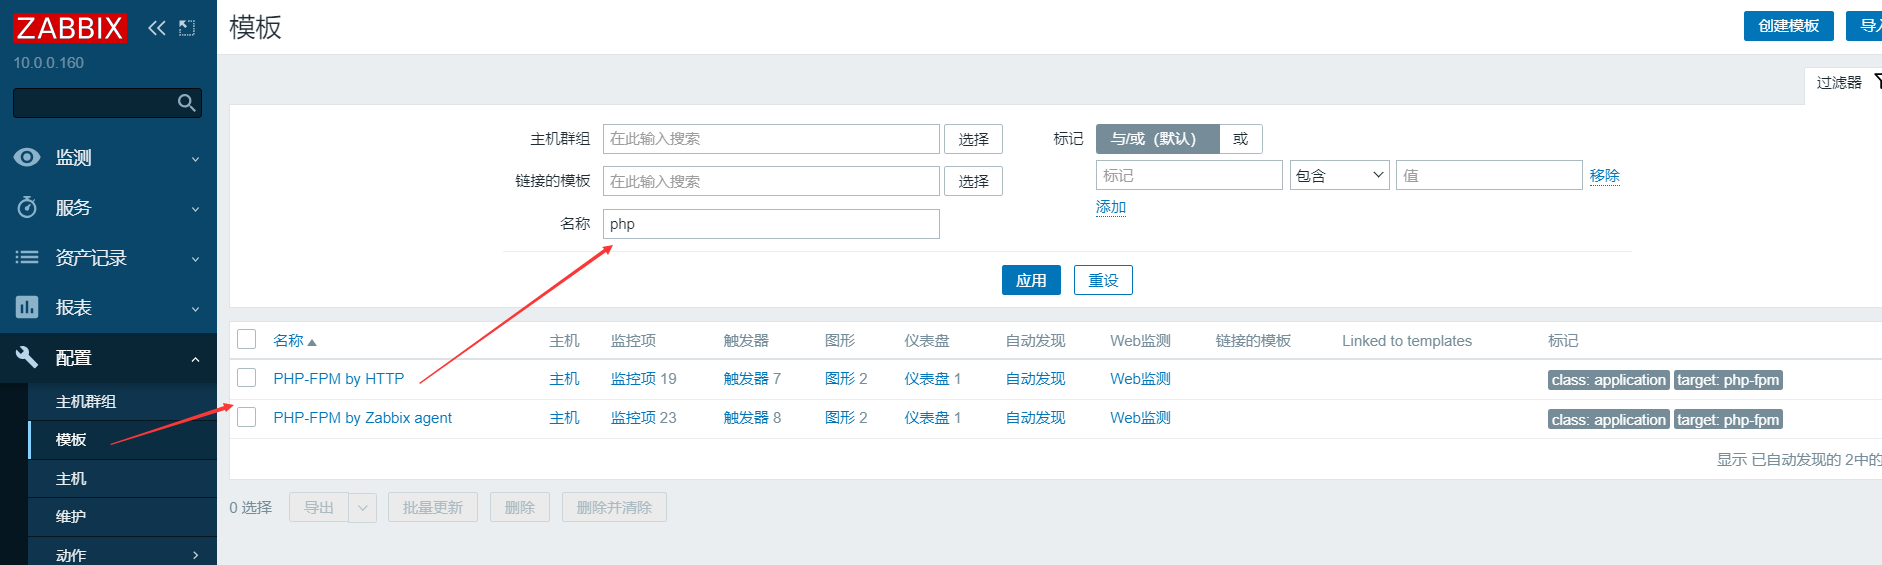 ZABBIX
10.0.0.160
监测
服务
资产记录
报表
配置
主机群组
模板
主机
维护
动作
模板
创建模板
导入
过滤器
主机群组 在此输入搜索 选择
链接的模板 在此输入搜索 选择
名称 php
标记 与/或 (默认) 或
标记 包含 值 移除
添加
应用 重设
名称 主机 监控项 触发器 图形 仪表盘 自动发现 Web监测 链接的模板 Linked to templates 标记
PHP-FPM by HTTP 主机 监控项 19 触发器 7 图形 2 仪表盘 1 自动发现 Web监测 class: application target: php-fpm
PHP-FPM by Zabbix agent 主机 监控项 23 触发器 8 图形 2 仪表盘 1 自动发现 Web监测 class: application target: php-fpm
显示 已自动发现的 2中的
0 选择 导出 批量更新 删除 删除并清除